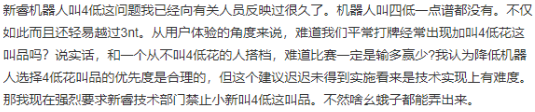 新睿机器人叫4低这问题我已经向有关人员反映过很久了。机器人叫四低一点谱都没有。不仅
如此而且还轻易越过3nt。从用户体验的角度来说，难道我们平常打牌经常出现加叫4低花这
叫品吗？说实话，和一个从不叫4低花的人搭档，难道比赛一定是输多赢少?我认为降低机器
人选择4低花叫品的优先度是合理的，但这个建议迟迟未得到实施看来是技术实现上有难度。
那我现在强烈要求新睿技术部门禁止小新叫4低这叫品。不然啥幺蛾子都能弄出来。